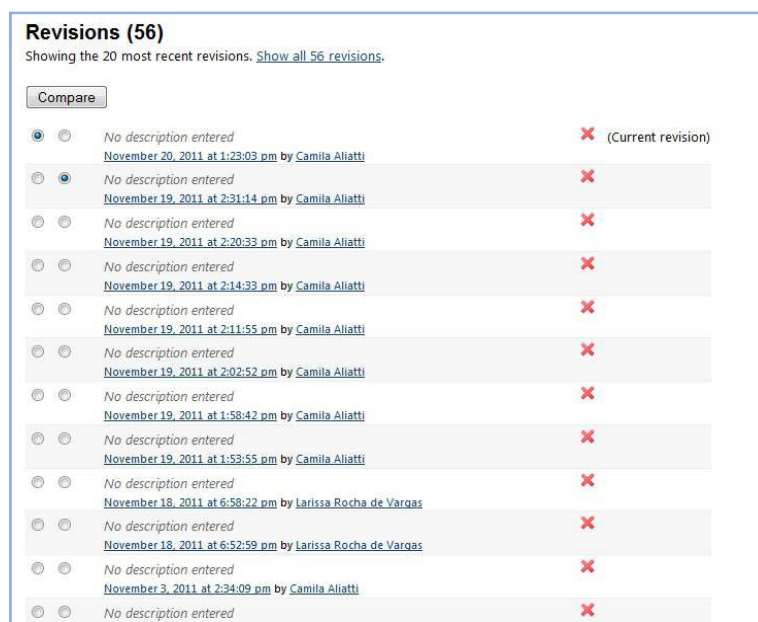 Revisions (56)
Showing the 20 most recent revisions. Show all 56 revisions.
Compare
No description entered (Current revision)
November 20, 2011 at 1:23:03 pm by Camila Aliatti
No description entered
November 19, 2011 at 2:31:14 pm by Camila Aliatti
No description entered
November 19, 2011 at 2:20:33 pm by Camila Aliatti
No description entered
November 19, 2011 at 2:14:33 pm by Camila Aliatti
No description entered
November 19, 2011 at 2:11:55 pm by Camila Aliatti
No description entered
November 19, 2011 at 2:02:52 pm by Camila Aliatti
No description entered
November 19, 2011 at 1:58:42 pm by Camila Aliatti
No description entered
November 19, 2011 at 1:53:55 pm by Camila Aliatti
No description entered
November 18, 2011 at 6:58:22 pm by Larissa Rocha de Vargas
No description entered
November 18, 2011 at 6:52:59 pm by Larissa Rocha de Vargas
No description entered
November 3, 2011 at 2:34:09 pm by Camila Aliatti
No description entered